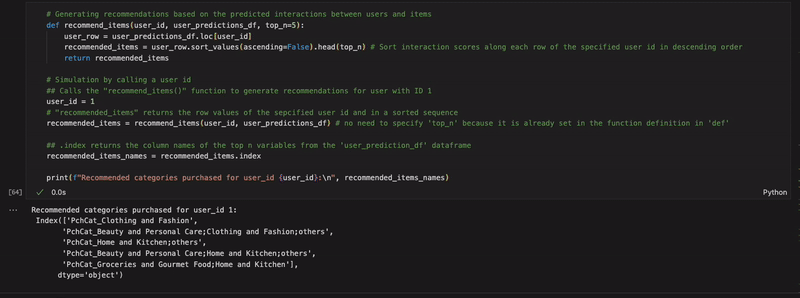 # Generating recommendations based on the predicted interactions between users and items
def recommend_items(user_id, user_predictions_df, top_n=5):
    user_row = user_predictions_df.loc[user_id]
    recommended_items = user_row.sort_values(ascending=False).head(top_n) # Sort interaction scores along each row of the specified user id in descending order
    return recommended_items

# Simulation by calling a user id
## Calls the "recommend_items()" function to generate recommendations for user with ID 1
user_id = 1
# "recommended_items" returns the row values of the sepcified user id and in a sorted sequence
recommended_items = recommend_items(user_id, user_predictions_df) # no need to specify 'top_n' because it is already set in the function definition in 'def'

## .index returns the column names of the top n variables from the 'user_prediction_df' dataframe
recommended_items_names = recommended_items.index

print(f"Recommended categories purchased for user_id {user_id}:\n", recommended_items_names)
[64] ✓ 0.0s Python
... Recommended categories purchased for user_id 1:
 Index(['PchCat_Clothing and Fashion',
       'PchCat_Beauty and Personal Care;Clothing and Fashion;others',
       'PchCat_Home and Kitchen;others',
       'PchCat_Beauty and Personal Care;Home and Kitchen;others',
       'PchCat_Groceries and Gourmet Food;Home and Kitchen'],
      dtype='object')